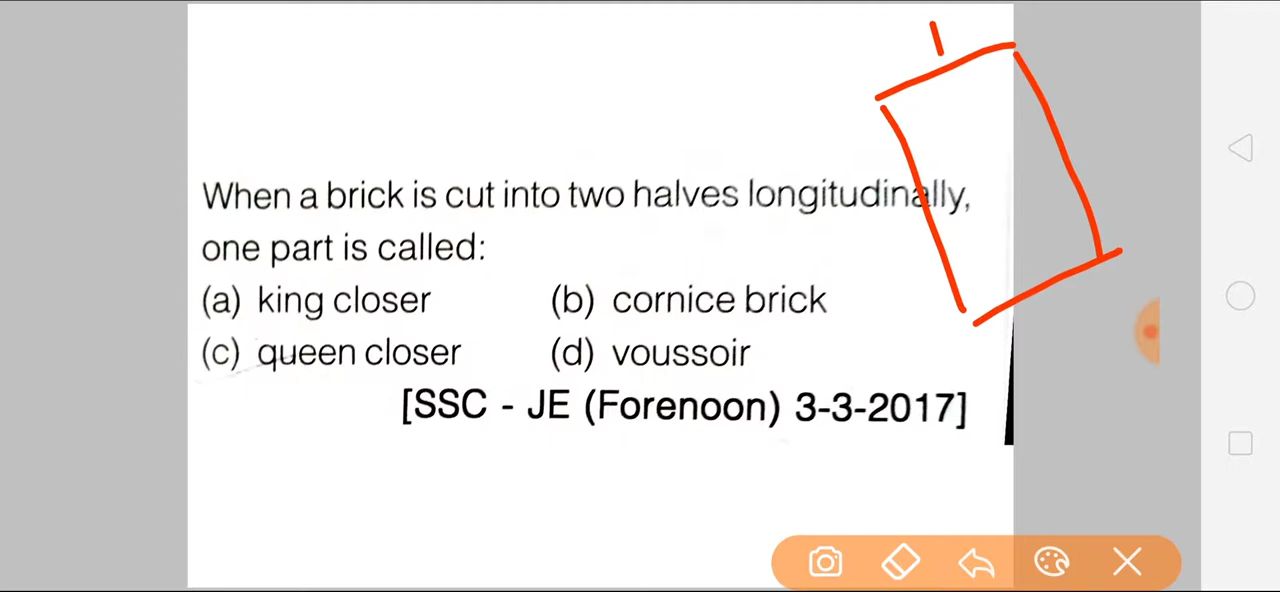 When a brick is cut into two halves longitudinally,
one part is called:
(a) king closer (b) cornice brick
(c) queen closer (d) voussoir
[SSC - JE (Forenoon) 3-3-2017]